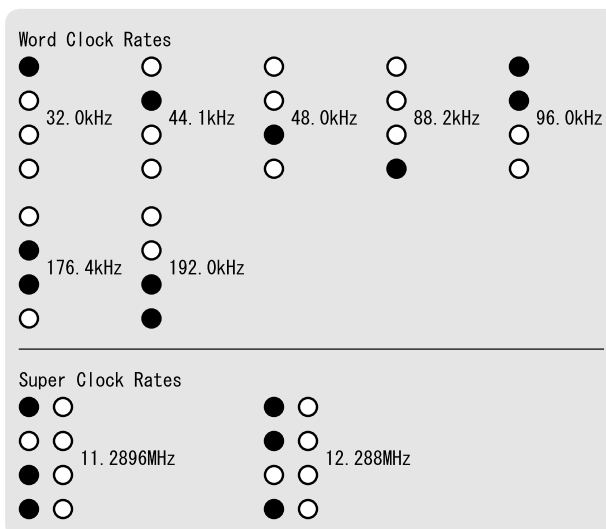 Word Clock Rates
32.0kHz 44.1kHz 48.0kHz 88.2kHz 96.0kHz
176.4kHz 192.0kHz
Super Clock Rates
11.2896MHz 12.288MHz